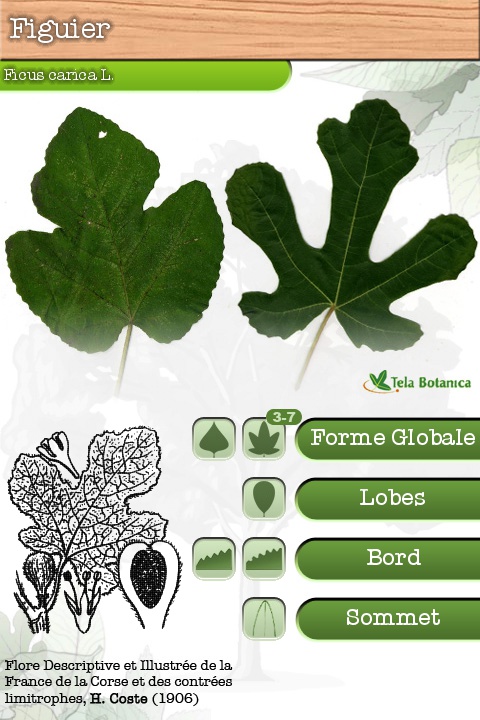 Figuier
Ficus carica L.
Tela Botanica
3-7
Forme Globale
Lobes
Bord
Sommet
Flore Descriptive et Illustrée de la
France de la Corse et des contrées
limitrophes, H. Coste (1906)